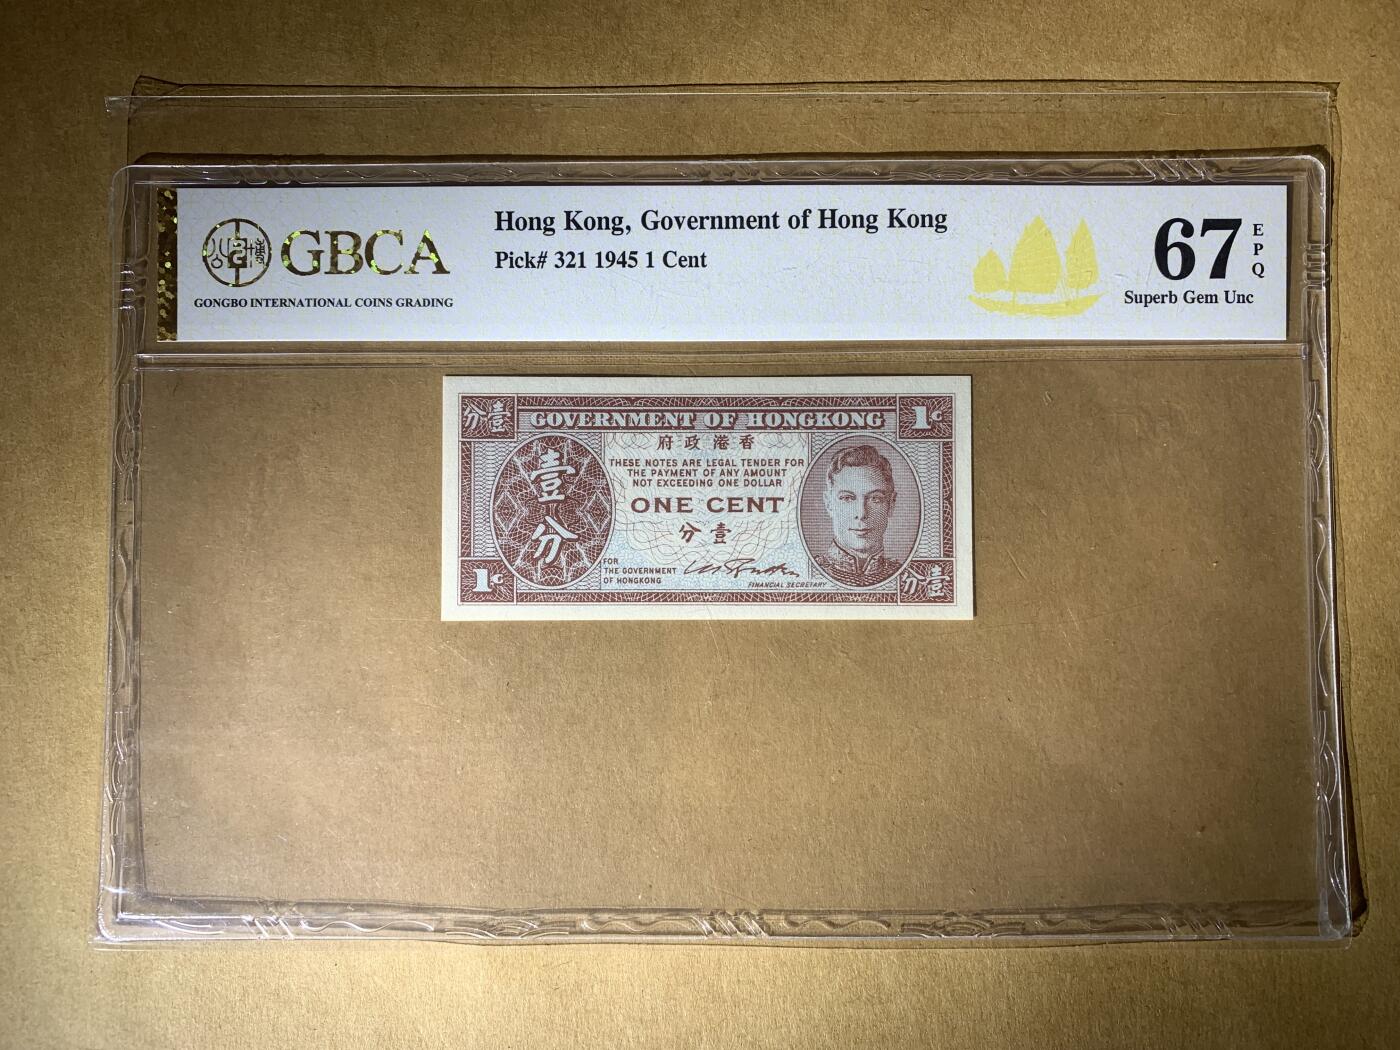 GBCA
GONGBO INTERNATIONAL COINS GRADING
Hong Kong, Government of Hong Kong
Pick# 321 1945 1 Cent
67
EPQ
Superb Gem Unc
分壹
GOVERNMENT OF HONGKONG
1C
府政港香
THESE NOTES ARE LEGAL TENDER FOR
THE PAYMENT OF ANY AMOUNT
NOT EXCEEDING ONE DOLLAR
ONE CENT
分壹
壹分
FOR
THE GOVERNMENT
OF HONGKONG
FINANCIAL SECRETARY
1C
分壹